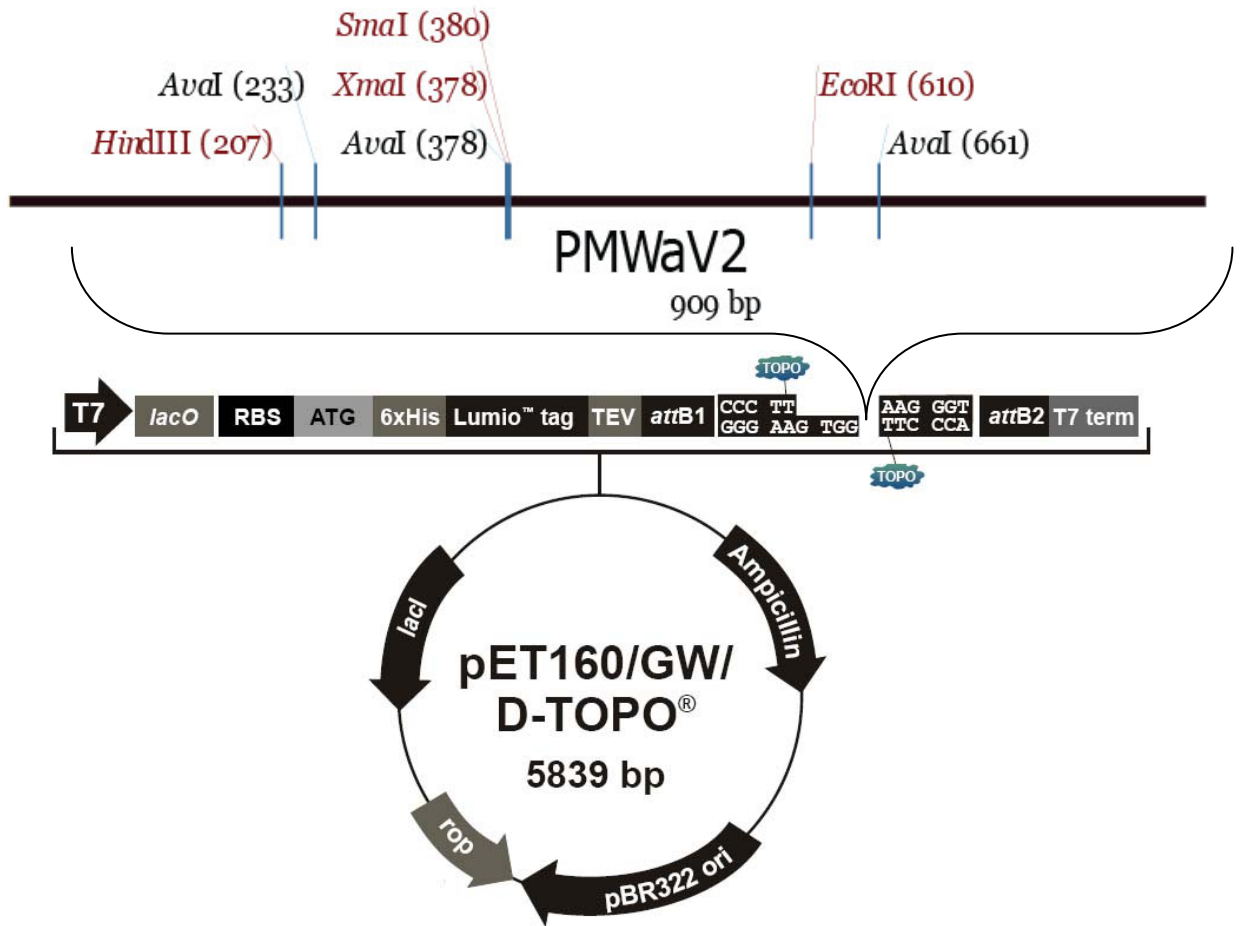 SmaI (380)
AvaI (233) XmaI (378) EcoRI (610)
HindIII (207) AvaI (378) AvaI (661)
PMWaV2
909 bp
TOPO
T7 lacO RBS ATG 6xHis Lumio™ tag TEV attB1 CCC TT AAG GGT attB2 T7 term
GGG AAG TGG TTC CCA
TOPO
lacI
Ampicillin
pET160/GW/
D-TOPO®
5839 bp
rop
pBR322 ori